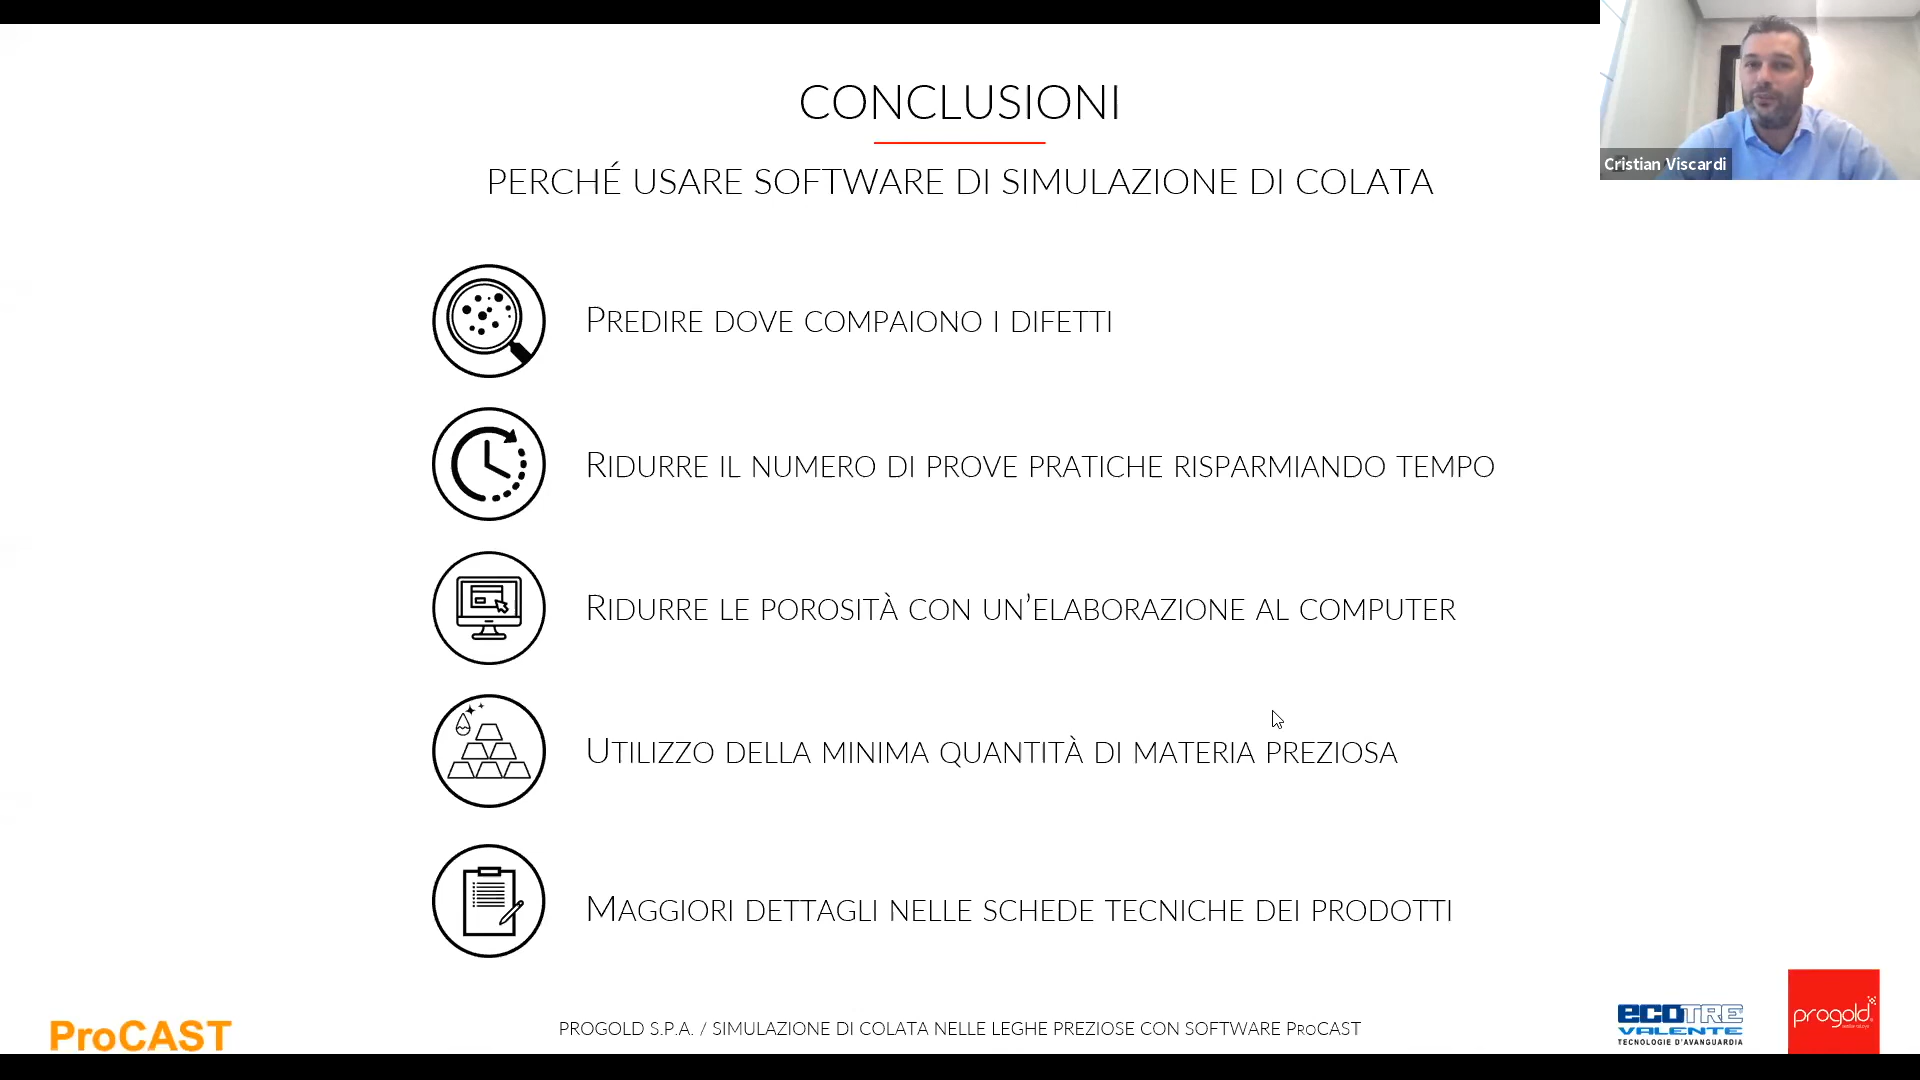 CONCLUSIONI
PERCHÉ USARE SOFTWARE DI SIMULAZIONE DI COLATA
Cristian Viscardi
PREDIRE DOVE COMPAIONO I DIFETTI
RIDURRE IL NUMERO DI PROVE PRATICHE RISPARMIANDO TEMPO
RIDURRE LE POROSITÀ CON UN'ELABORAZIONE AL COMPUTER
UTILIZZO DELLA MINIMA QUANTITÀ DI MATERIA PREZIOSA
MAGGIORI DETTAGLI NELLE SCHEDE TECNICHE DEI PRODOTTI
ProCAST
PROGOLD S.P.A. / SIMULAZIONE DI COLATA NELLE LEGHE PREZIOSE CON SOFTWARE PROCAST
ECOTRE
VALENTE
TECNOLOGIE D'AVANGUARDIA
progold